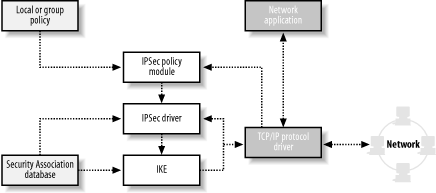 Local or group
policy
Network
application
IPSec policy
module
IPSec driver
TCP/IP protocol
driver
Network
Security Association
database
IKE